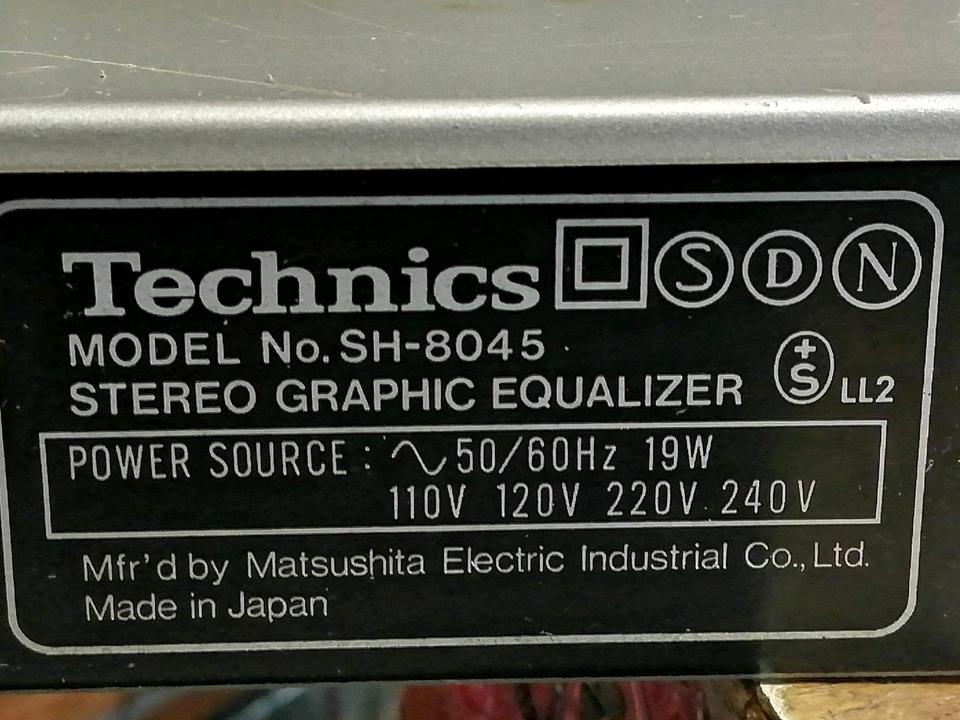 Technics S D N
MODEL No. SH-8045
STEREO GRAPHIC EQUALIZER +S LL2
POWER SOURCE : ∿ 50/60Hz 19W
110V 120V 220V 240V
Mfr'd by Matsushita Electric Industrial Co., Ltd.
Made in Japan